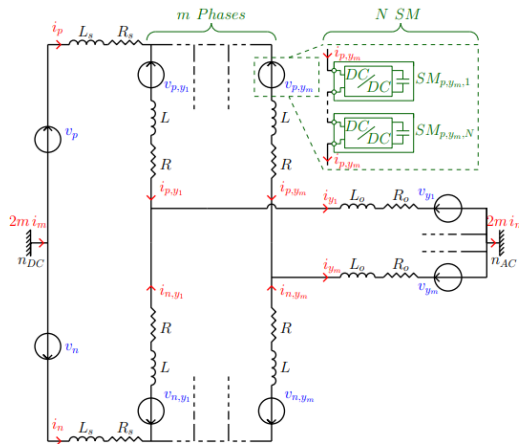 m Phases
N SM
i_p
L_s
R_s
v_{p,y_1}
v_{p,y_m}
i_{p,y_m}
DC/DC
SM_{p,y_m,1}
DC/DC
SM_{p,y_m,N}
i_{p,y_m}
L
L
R
R
v_p
i_{p,y_1}
i_{p,y_m}
i_{y_1}
L_o
R_o
v_{y_1}
2m i_m
n_{DC}
2m i_m
n_{AC}
i_{y_m}
L_o
R_o
v_{y_m}
i_{n,y_1}
i_{n,y_m}
R
R
v_n
L
L
v_{n,y_1}
v_{n,y_m}
i_n
L_s
R_s